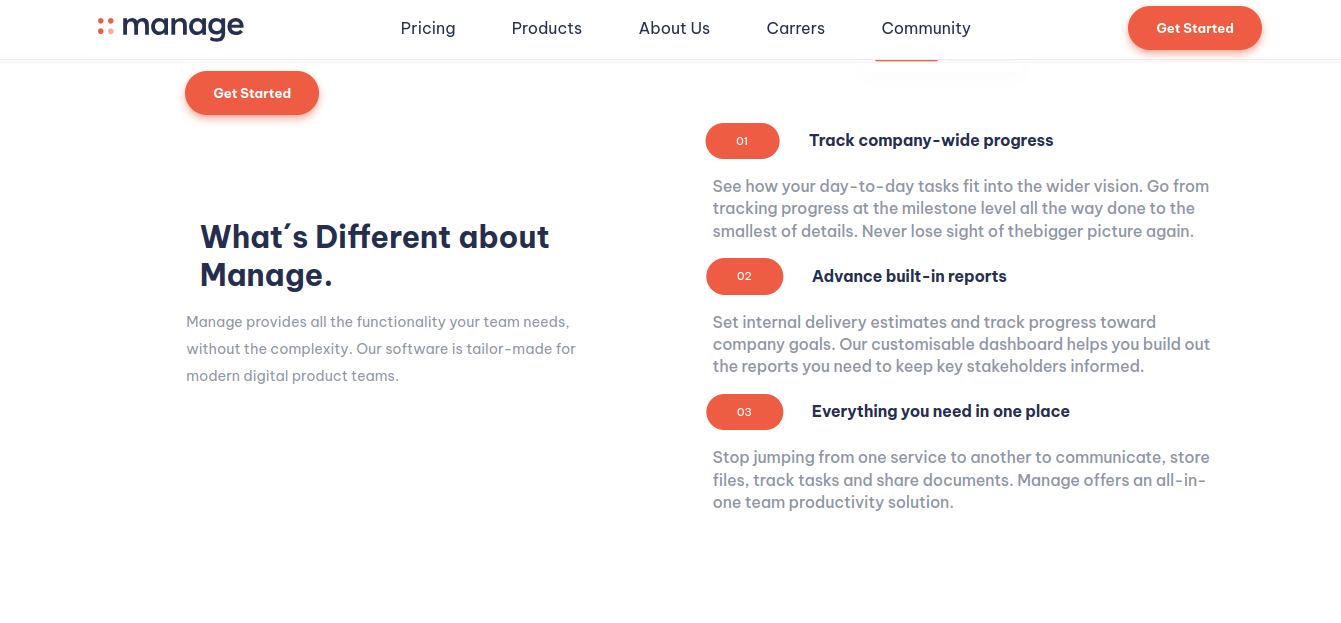 manage
Pricing
Products
About Us
Carrers
Community
Get Started
Get Started
What´s Different about
Manage.
Manage provides all the functionality your team needs,
without the complexity. Our software is tailor-made for
modern digital product teams.
01
Track company-wide progress
See how your day-to-day tasks fit into the wider vision. Go from
tracking progress at the milestone level all the way done to the
smallest of details. Never lose sight of thebigger picture again.
02
Advance built-in reports
Set internal delivery estimates and track progress toward
company goals. Our customisable dashboard helps you build out
the reports you need to keep key stakeholders informed.
03
Everything you need in one place
Stop jumping from one service to another to communicate, store
files, track tasks and share documents. Manage offers an all-in-
one team productivity solution.